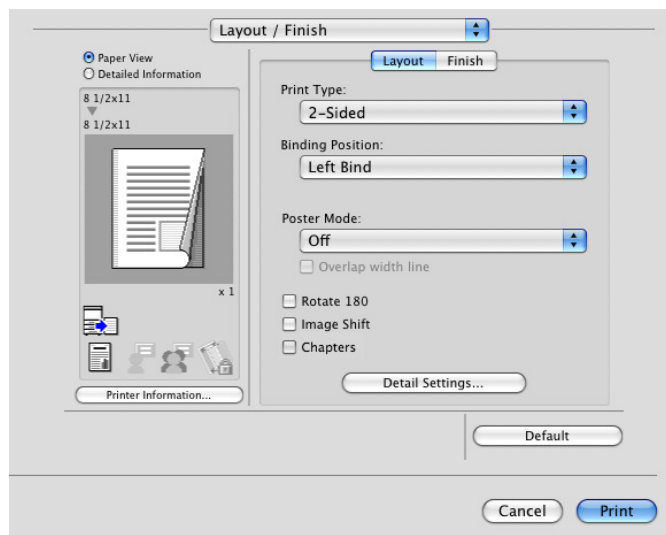 Layout / Finish
Paper View
Detailed Information
8 1/2x11
8 1/2x11
x 1
Printer Information...
Layout Finish
Print Type:
2-Sided
Binding Position:
Left Bind
Poster Mode:
Off
Overlap width line
Rotate 180
Image Shift
Chapters
Detail Settings...
Default
Cancel Print